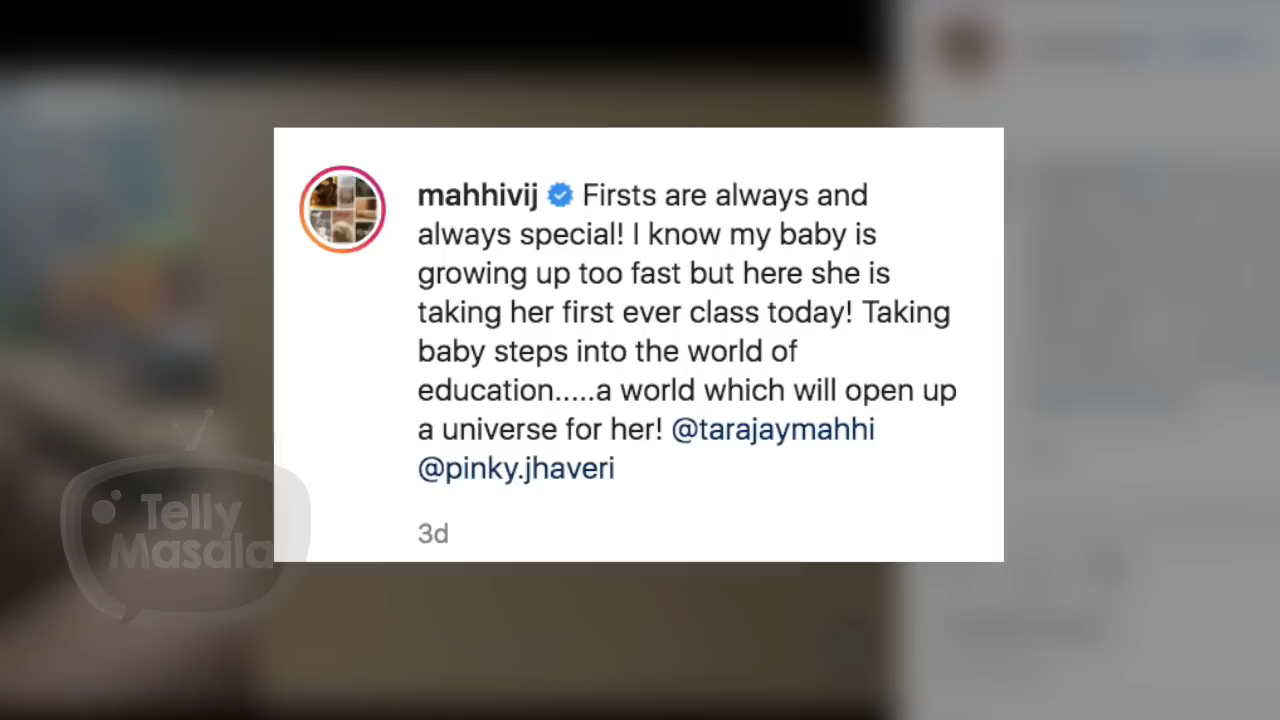 mahhivij Firsts are always and
always special! I know my baby is
growing up too fast but here she is
taking her first ever class today! Taking
baby steps into the world of
education.....a world which will open up
a universe for her! @tarajaymahhi
@pinky.jhaveri
3d
Telly
Masala